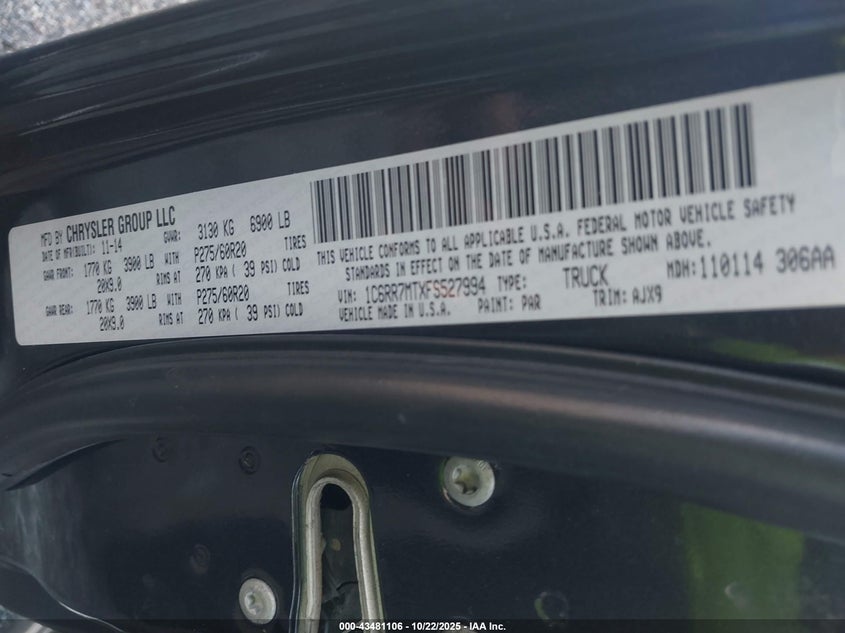 MFD BY CHRYSLER GROUP LLC
DATE OF MFR(BUILT): 11-14 GVWR: 3130 KG 6900 LB
GAWR FRONT: 1770 KG 3900 LB WITH P275/60R20 TIRES
20X9.0 RIMS AT 270 KPA ( 39 PSI) COLD
GAWR REAR: 1770 KG 3900 LB WITH P275/60R20 TIRES
20X9.0 RIMS AT 270 KPA ( 39 PSI) COLD
THIS VEHICLE CONFORMS TO ALL APPLICABLE U.S.A. FEDERAL MOTOR VEHICLE SAFETY
STANDARDS IN EFFECT ON THE DATE OF MANUFACTURE SHOWN ABOVE.
VIN: 1C6RR7MTXFS527994 TYPE: TRUCK MDH:110114 306AA
VEHICLE MADE IN U.S.A. PAINT: PAR TRIM: AJX9
000-43481106 - 10/22/2025 - IAA Inc.